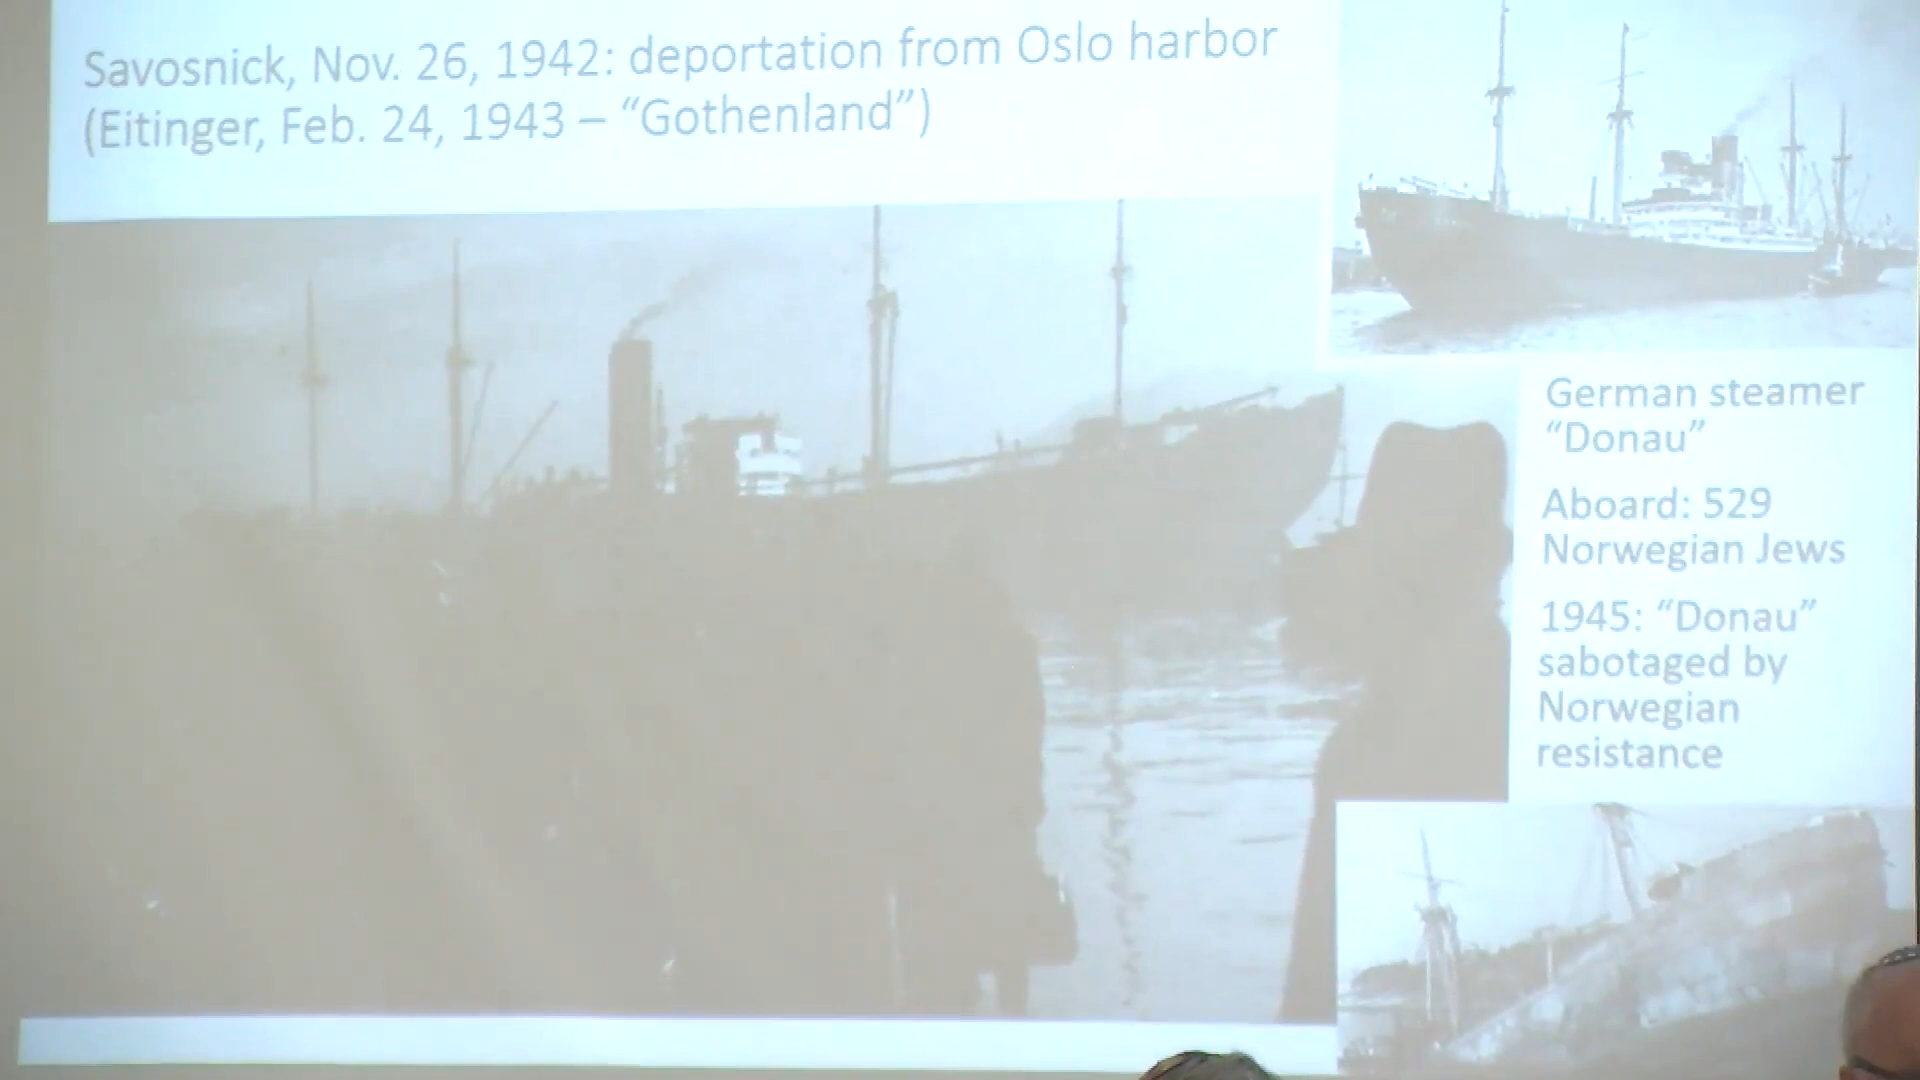 Savosnick, Nov. 26, 1942: deportation from Oslo harbor
(Eitinger, Feb. 24, 1943 – “Gothenland”)
German steamer
“Donau”
Aboard: 529
Norwegian Jews
1945: “Donau”
sabotaged by
Norwegian
resistance